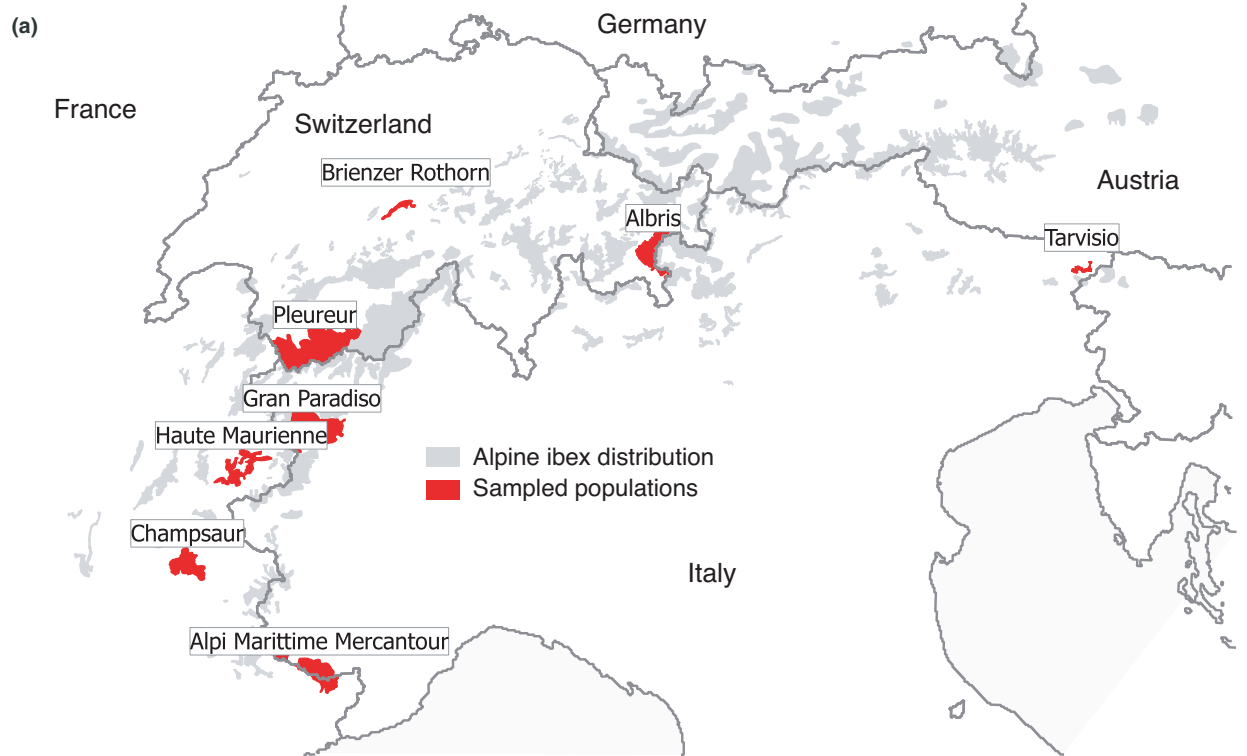 (a)
Germany
France
Switzerland
Brienzer Rothorn
Austria
Albris
Tarvisio
Pleureur
Gran Paradiso
Haute Maurienne
Alpine ibex distribution
Sampled populations
Champsaur
Italy
Alpi Marittime Mercantour